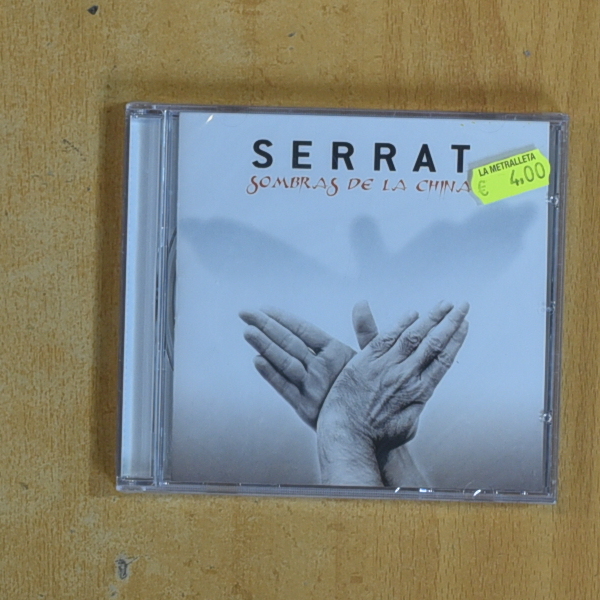 SERRAT
SOMBRAS DE LA CHINA
LA METRALLETA
€ 4,00